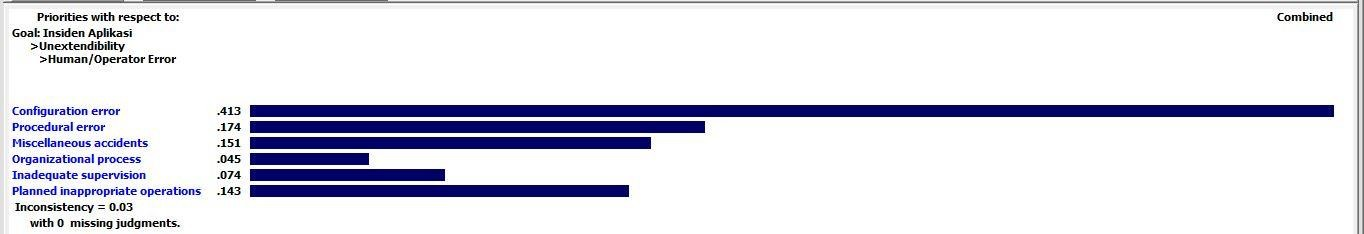 Priorities with respect to: Combined
Goal: Insiden Aplikasi
>Unextendibility
>Human/Operator Error
Configuration error .413
Procedural error .174
Miscellaneous accidents .151
Organizational process .045
Inadequate supervision .074
Planned inappropriate operations .143
Inconsistency = 0.03
with 0 missing judgments.